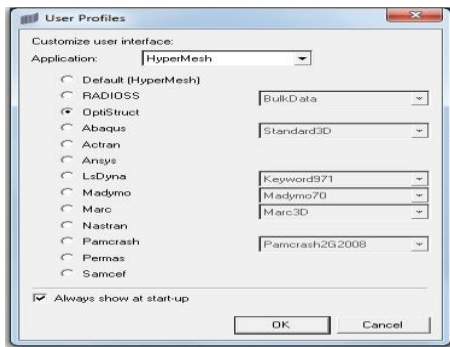 User Profiles
Customize user interface:
Application: HyperMesh
Default (HyperMesh)
RADIOSS BulkData
OptiStruct
Abaqus Standard3D
Actran
Ansys
LsDyna Keyword971
Madymo Madymo70
Marc Marc3D
Nastran
Pamcrash Pamcrash2G2008
Permas
Samcef
Always show at start-up
OK Cancel